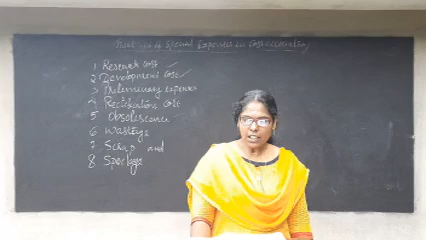 Treatment of Special Expenses in Cost accounting
1 Research cost ✓
2 Development cost ✓
3 Preliminary expenses
4 Rectification cost
5 Obsolescence ✓
6 Wastage
7 Scrap and
8 Spoilage